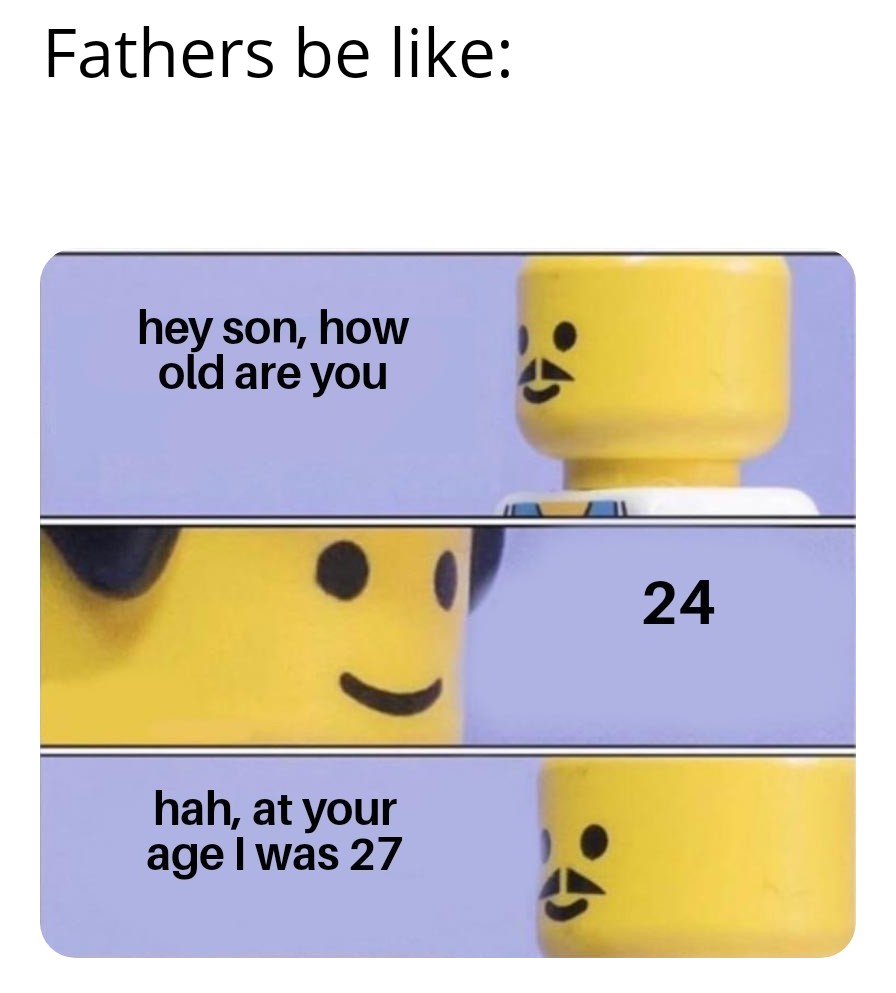 Fathers be like:
hey son, how
old are you
24
hah, at your
age I was 27